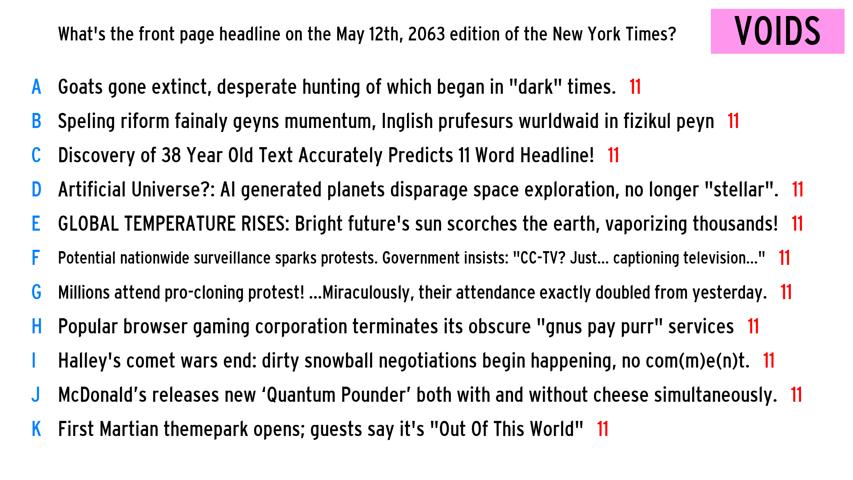 What's the front page headline on the May 12th, 2063 edition of the New York Times?
VOIDS
A Goats gone extinct, desperate hunting of which began in "dark" times. 11
B Speling riform fainaly geyns mumentum, Inglish prufesurs wurldwaid in fizikul peyn 11
C Discovery of 38 Year Old Text Accurately Predicts 11 Word Headline! 11
D Artificial Universe?: AI generated planets disparage space exploration, no longer "stellar". 11
E GLOBAL TEMPERATURE RISES: Bright future's sun scorches the earth, vaporizing thousands! 11
F Potential nationwide surveillance sparks protests. Government insists: "CC-TV? Just... captioning television..." 11
G Millions attend pro-cloning protest! ...Miraculously, their attendance exactly doubled from yesterday. 11
H Popular browser gaming corporation terminates its obscure "gnus pay purr" services 11
I Halley's comet wars end: dirty snowball negotiations begin happening, no com(m)e(n)t. 11
J McDonald’s releases new ‘Quantum Pounder’ both with and without cheese simultaneously. 11
K First Martian themepark opens; guests say it's "Out Of This World" 11